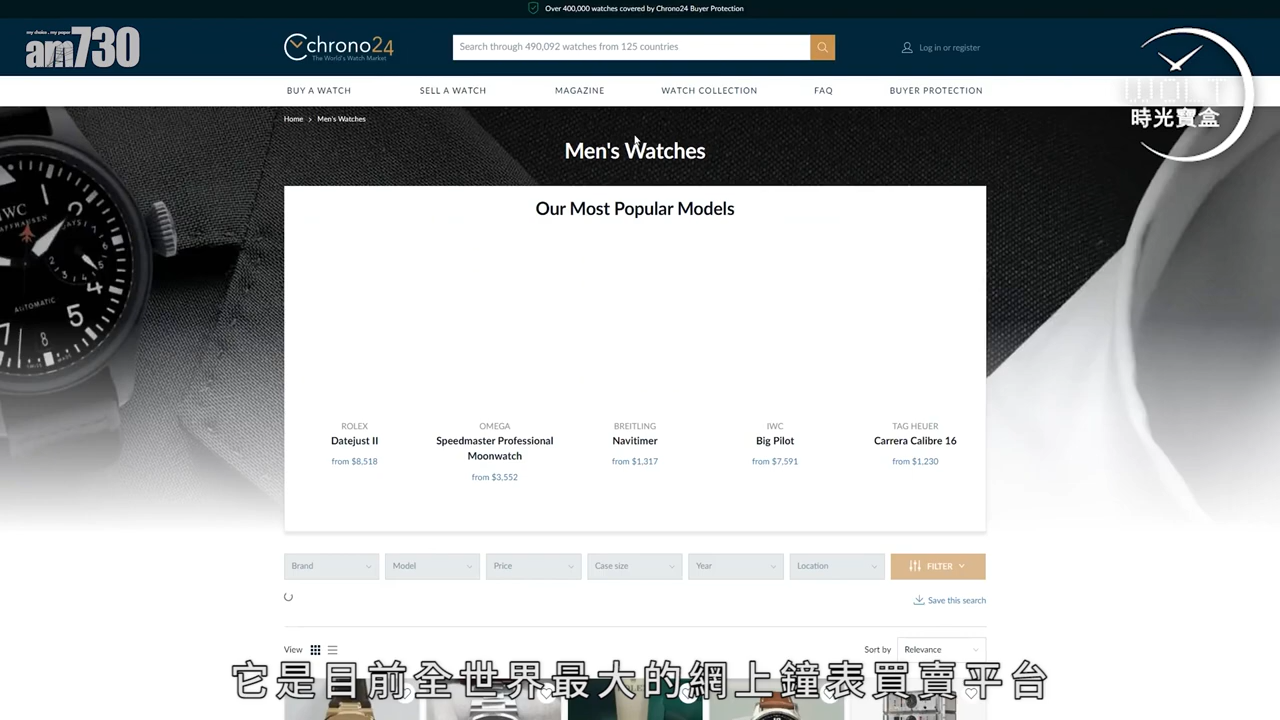 Over 400,000 watches covered by Chrono24 Buyer Protection
my choice . my paper
am730
chrono24
The World's Watch Market
Search through 490,092 watches from 125 countries
Log in or register
時光寶盒
BUY A WATCH
SELL A WATCH
MAGAZINE
WATCH COLLECTION
FAQ
BUYER PROTECTION
Home > Men's Watches
Men's Watches
Our Most Popular Models
ROLEX
Datejust II
from $8,518
OMEGA
Speedmaster Professional
Moonwatch
from $3,552
BREITLING
Navitimer
from $1,317
IWC
Big Pilot
from $7,591
TAG HEUER
Carrera Calibre 16
from $1,230
Brand
Model
Price
Case size
Year
Location
FILTER
Save this search
View
Sort by
Relevance
它是目前全世界最大的網上鐘表買賣平台
IWC
AUTOMATIC